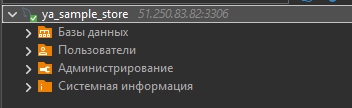 ya_sample_store 51.250.83.82:3306
Базы данных
Пользователи
Администрирование
Системная информация